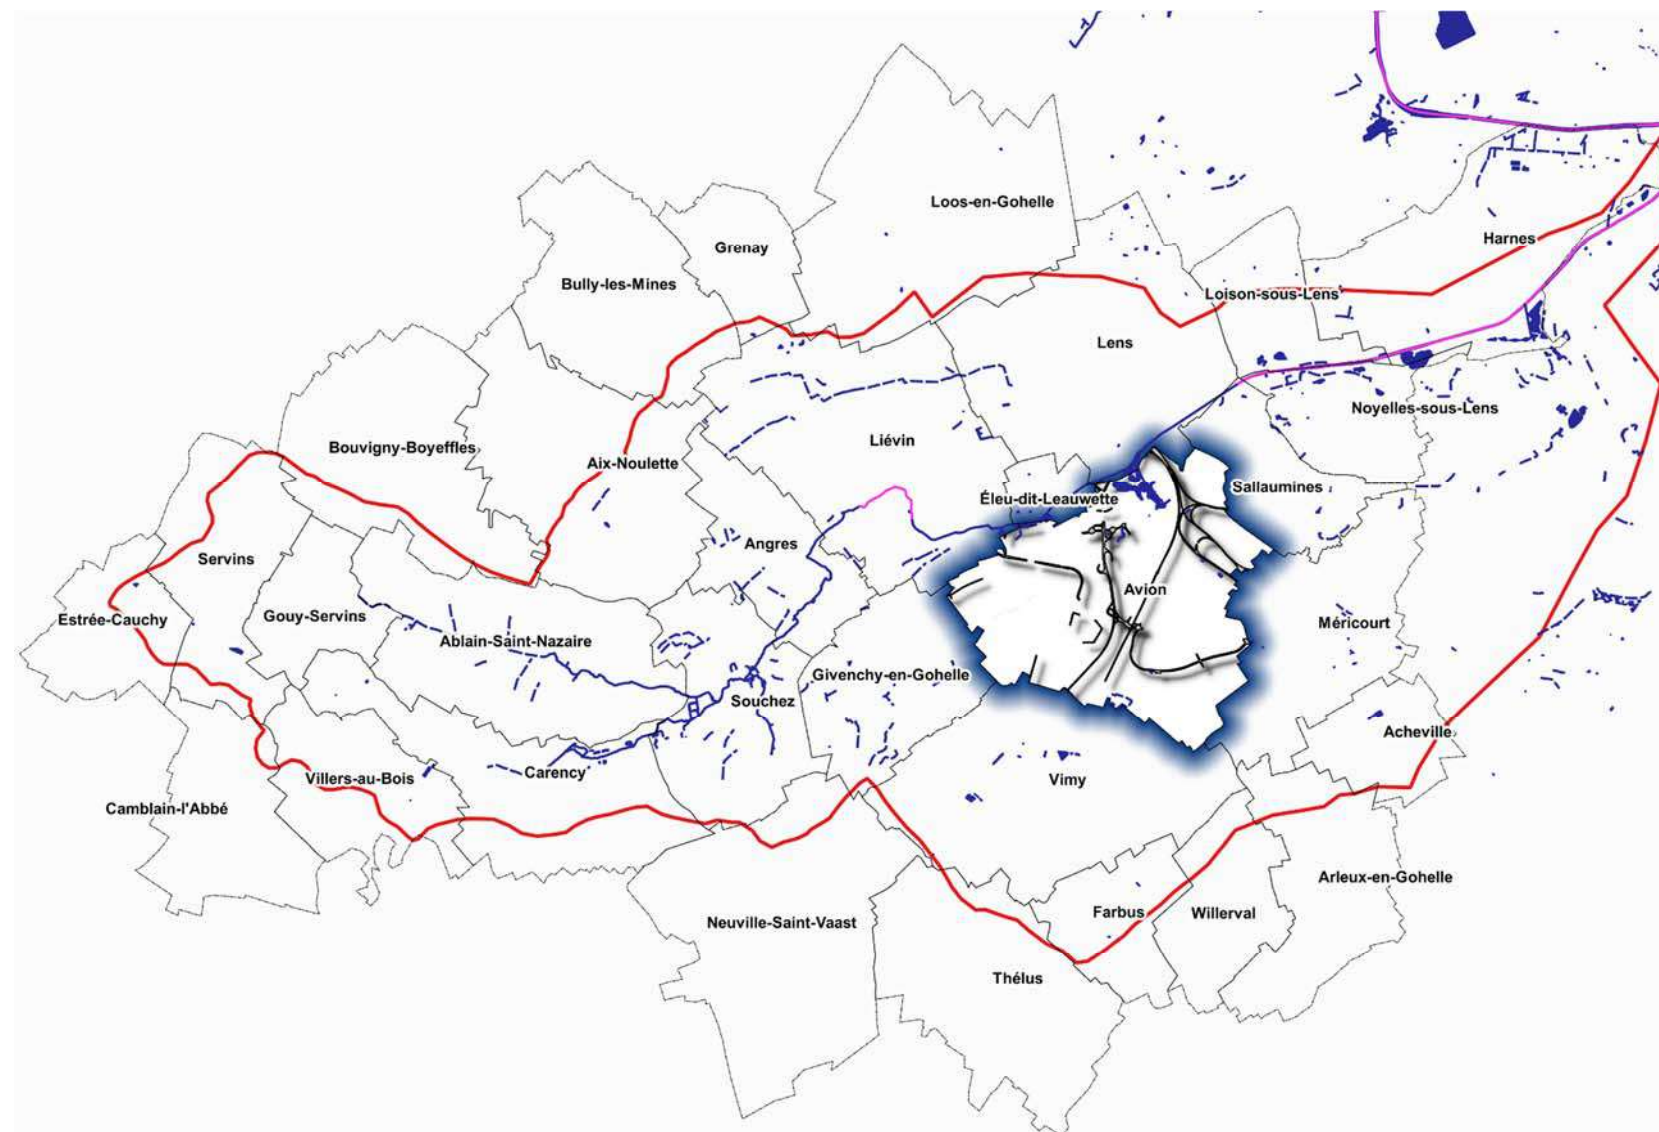 Loos-en-Gohelle
Grenay
Harnes
Bully-les-Mines
Loison-sous-Lens
Lens
Noyelles-sous-Lens
Liévin
Bouvigny-Boyeffles
Aix-Noulette
Sallaumines
Éleu-dit-Leauwette
Angres
Servins
Avion
Gouy-Servins
Estrée-Cauchy
Méricourt
Ablain-Saint-Nazaire
Givenchy-en-Gohelle
Souchez
Acheville
Carency
Villers-au-Bois
Vimy
Camblain-l'Abbé
Arleux-en-Gohelle
Farbus
Willerval
Neuville-Saint-Vaast
Thélus